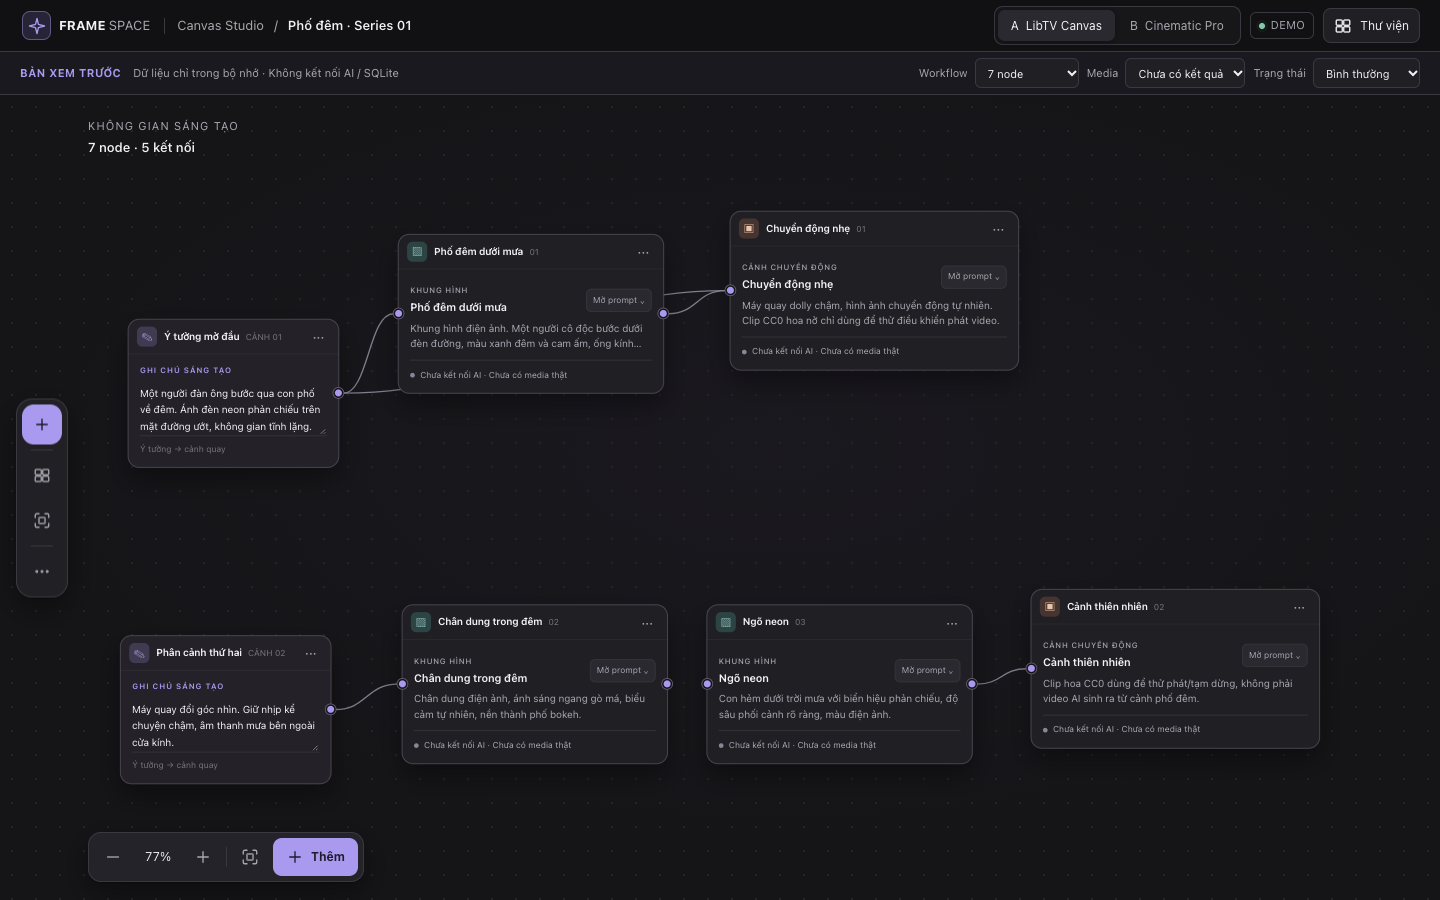 FRAME SPACE
Canvas Studio / Phố đêm · Series 01
A LibTV Canvas
B Cinematic Pro
DEMO
Thư viện
BẢN XEM TRƯỚC
Dữ liệu chỉ trong bộ nhớ · Không kết nối AI / SQLite
Workflow
7 node
Media
Chưa có kết quả
Trạng thái
Bình thường
KHÔNG GIAN SÁNG TẠO
7 node · 5 kết nối
Chuyển động nhẹ 01
CẢNH CHUYỂN ĐỘNG
Chuyển động nhẹ
Mở prompt
Máy quay dolly chậm, hình ảnh chuyển động tự nhiên.
Clip CC0 hoa nở chỉ dùng để thử điều khiển phát video.
Chưa kết nối AI · Chưa có media thật
Phố đêm dưới mưa 01
KHUNG HÌNH
Phố đêm dưới mưa
Mở prompt
Khung hình điện ảnh. Một người cô độc bước dưới
đèn đường, màu xanh đêm và cam ấm, ống kính...
Chưa kết nối AI · Chưa có media thật
Ý tưởng mở đầu CẢNH 01
GHI CHÚ SÁNG TẠO
Một người đàn ông bước qua con phố
về đêm. Ánh đèn neon phản chiếu trên
mặt đường ướt, không gian tĩnh lặng.
Ý tưởng → cảnh quay
Phân cảnh thứ hai CẢNH 02
GHI CHÚ SÁNG TẠO
Máy quay đổi góc nhìn. Giữ nhịp kể
chuyện chậm, âm thanh mưa bên ngoài
cửa kính.
Ý tưởng → cảnh quay
Chân dung trong đêm 02
KHUNG HÌNH
Chân dung trong đêm
Mở prompt
Chân dung điện ảnh, ánh sáng ngang gò má, biểu
cảm tự nhiên, nền thành phố bokeh.
Chưa kết nối AI · Chưa có media thật
Ngõ neon 03
KHUNG HÌNH
Ngõ neon
Mở prompt
Con hẻm dưới trời mưa với biển hiệu phản chiếu, độ
sâu phối cảnh rõ ràng, màu điện ảnh.
Chưa kết nối AI · Chưa có media thật
Cảnh thiên nhiên 02
CẢNH CHUYỂN ĐỘNG
Cảnh thiên nhiên
Mở prompt
Clip hoa CC0 dùng để thử phát/tạm dừng, không phải
video AI sinh ra từ cảnh phố đêm.
Chưa kết nối AI · Chưa có media thật
77%
Thêm